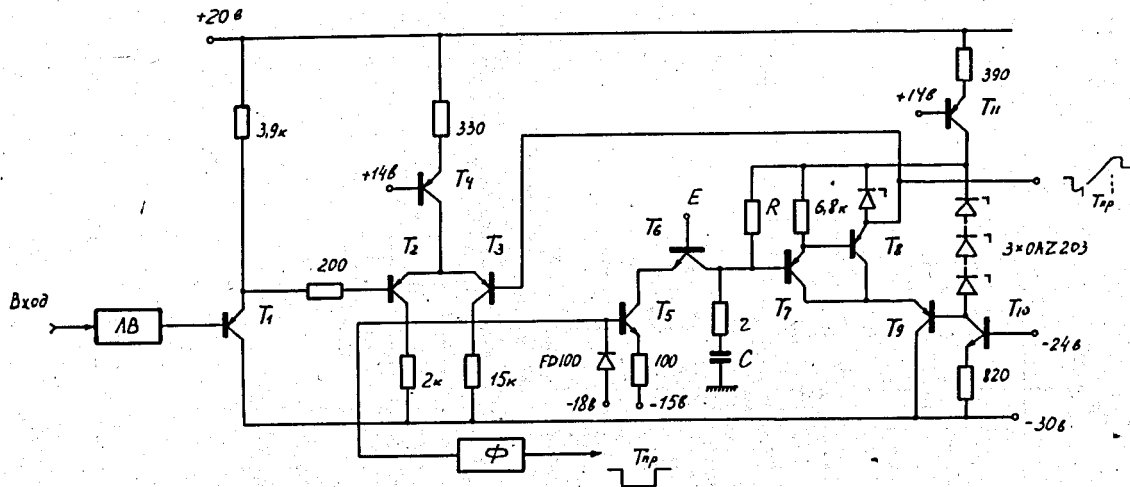 +20 в
390
+14в
T11
3,9к
330
+14в
T4
Tпр
E
R
6,8к
T6
T8
3×OAZ203
T2
T3
200
Вход
ЛВ
T1
T5
T7
T9
T10
2
-24в
C
FD100
100
820
2к
15к
-18в
-15в
-30в
Ф
Tпр